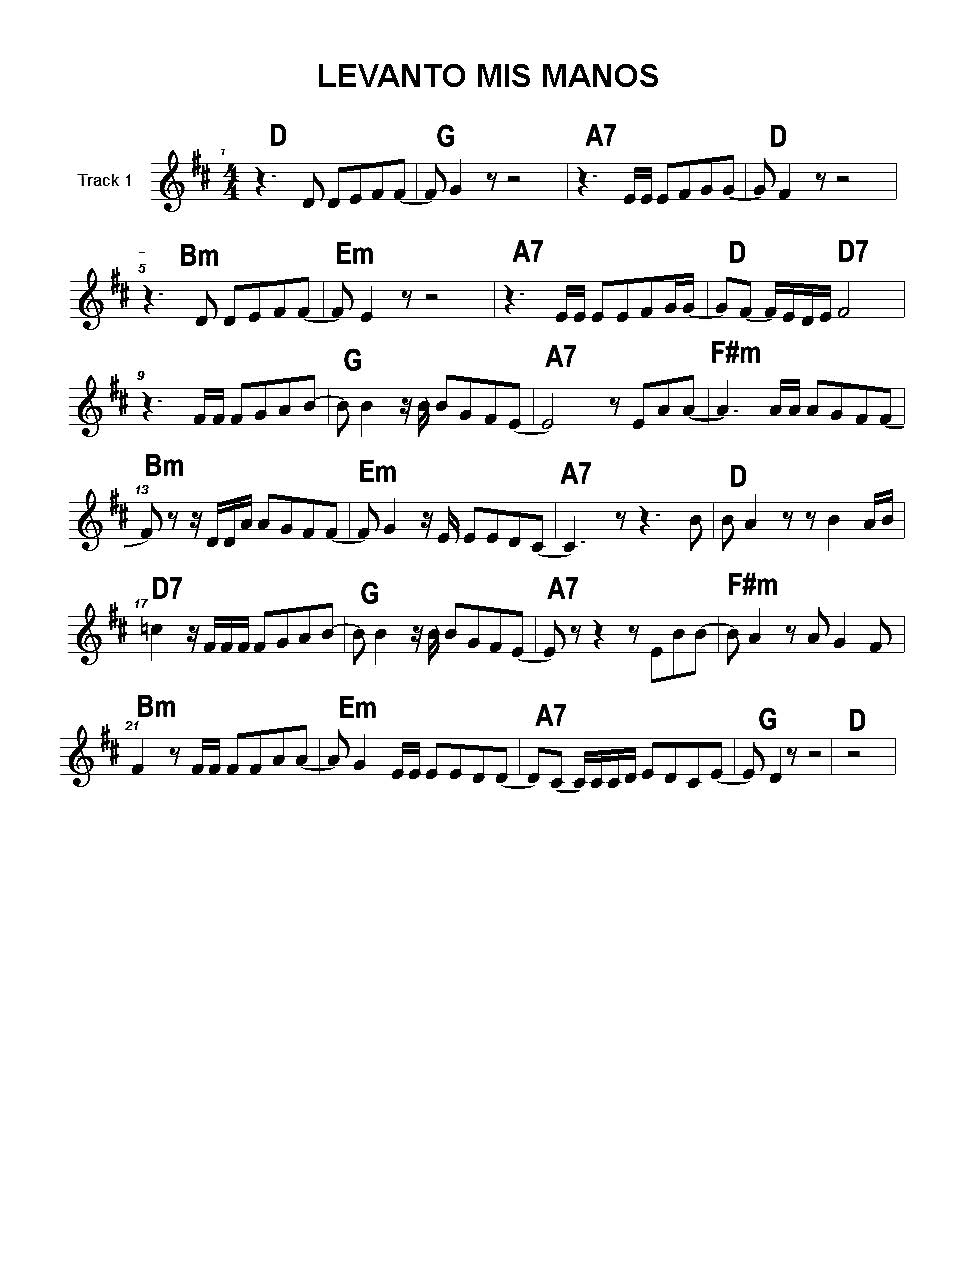 LEVANTO MIS MANOS
D G A7 D
1
Track 1
4
4
Bm Em A7 D D7
5
G A7 F#m
9
Bm Em A7 D
13
D7 G A7 F#m
17
Bm Em A7 G D
21